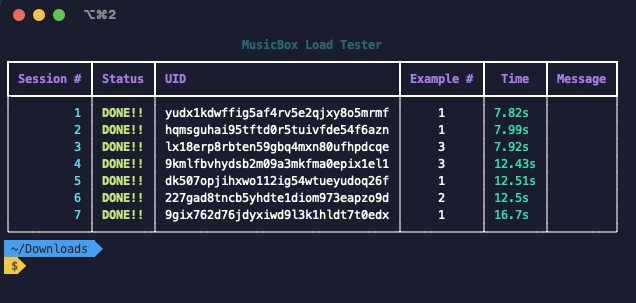 ⌥⌘2
MusicBox Load Tester
Session # Status UID Example # Time Message
1 DONE!! yudx1kdwffig5af4rv5e2qjxy8o5mrmf 1 7.82s
2 DONE!! hqmsguhai95tftd0r5tuivfde54f6azn 1 7.99s
3 DONE!! lx18erp8rbten59gbq4mxn80ufhpdcqe 3 7.92s
4 DONE!! 9kmlfbvhydsb2m09a3mkfma0epix1el1 3 12.43s
5 DONE!! dk507opjihxwo112ig54wtueyudoq26f 1 12.51s
6 DONE!! 227gad8tncb5yhdte1diom973eapzo9d 2 12.5s
7 DONE!! 9gix762d76jdyxiwd9l3k1hldt7t0edx 1 16.7s
~/Downloads
$